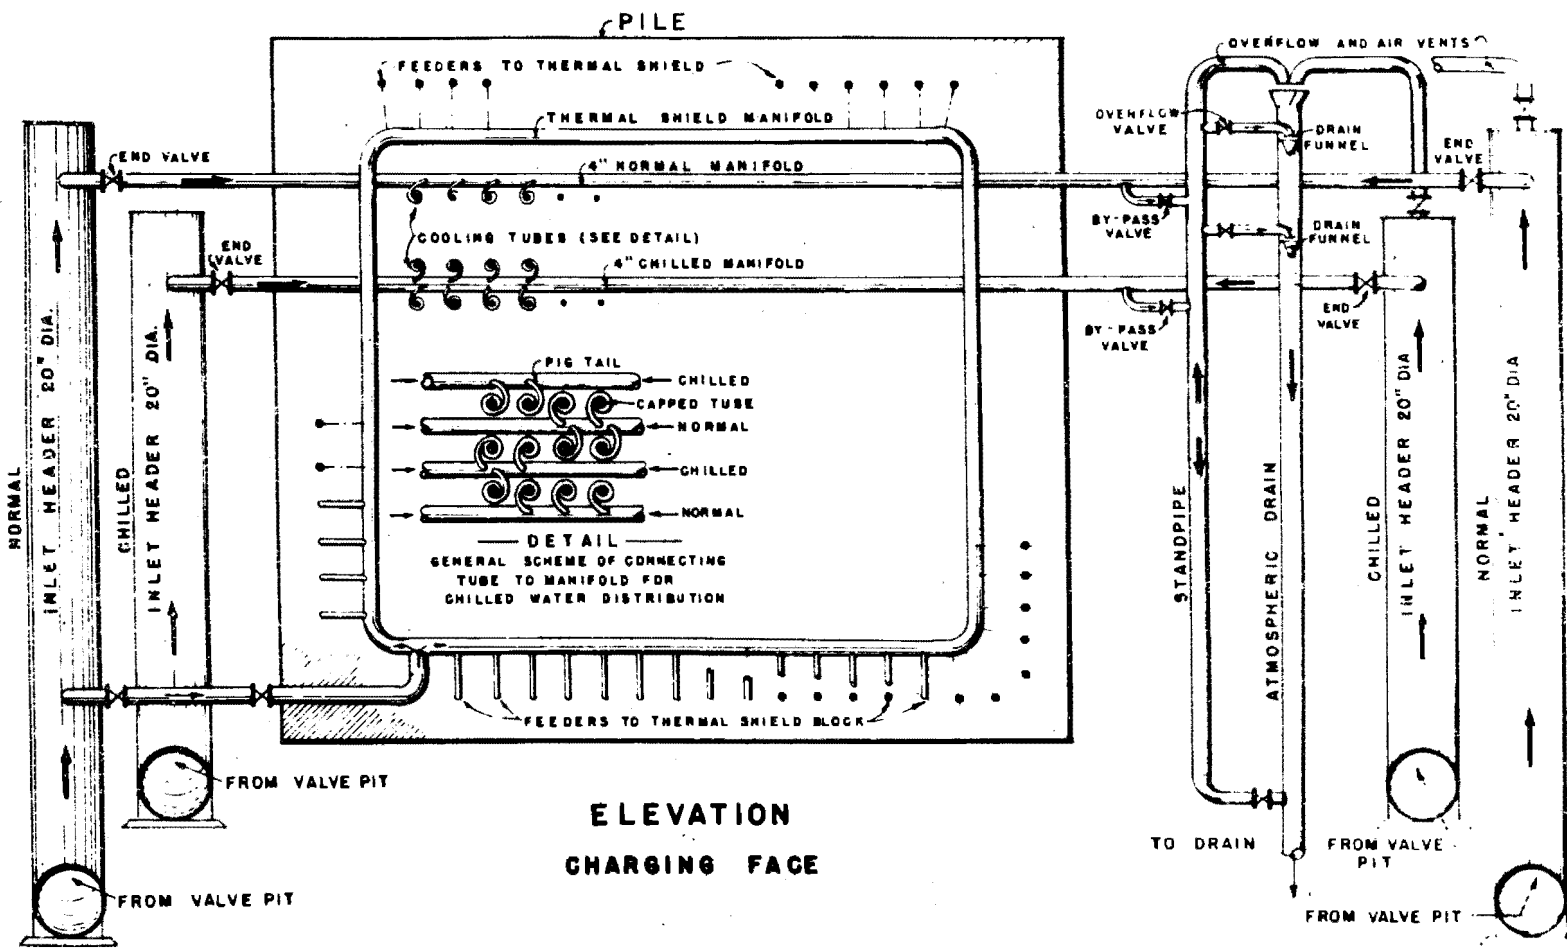 PILE
FEEDERS TO THERMAL SHIELD
OVERFLOW AND AIR VENTS
THERMAL SHIELD MANIFOLD
OVERFLOW
VALVE
DRAIN
FUNNEL
END VALVE
4" NORMAL MANIFOLD
END
VALVE
BY-PASS
VALVE
COOLING TUBES (SEE DETAIL)
DRAIN
FUNNEL
END
VALVE
4" CHILLED MANIFOLD
END
VALVE
BY-PASS
VALVE
PIG TAIL
CHILLED
CAPPED TUBE
NORMAL
CHILLED
NORMAL
DETAIL
GENERAL SCHEME OF CONNECTING
TUBE TO MANIFOLD FOR
CHILLED WATER DISTRIBUTION
NORMAL
INLET HEADER 20" DIA.
CHILLED
INLET HEADER 20" DIA.
STANDPIPE
ATMOSPHERIC DRAIN
CHILLED
INLET HEADER 20" DIA
NORMAL
INLET HEADER 20" DIA
FEEDERS TO THERMAL SHIELD BLOCK
FROM VALVE PIT
ELEVATION
CHARGING FACE
TO DRAIN
FROM VALVE
PIT
FROM VALVE PIT
FROM VALVE PIT